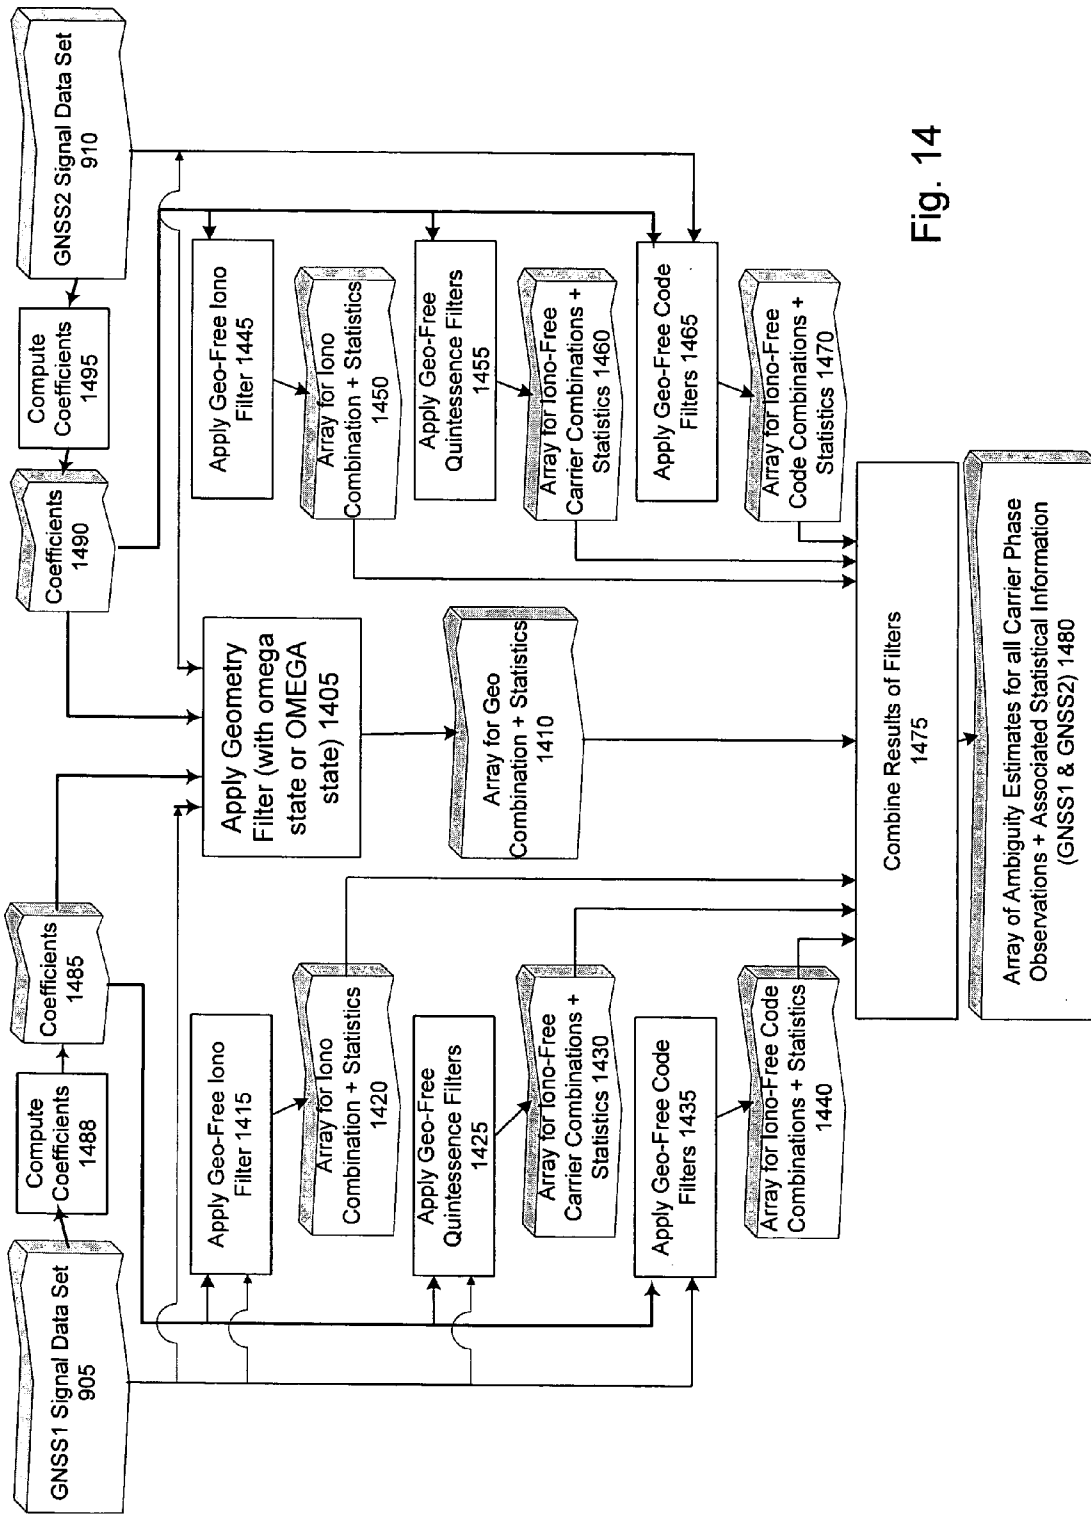 GNSS1 Signal Data Set
905
Compute
Coefficients
1488
Coefficients
1485
Coefficients
1490
Compute
Coefficients
1495
GNSS2 Signal Data Set
910
Apply Geo-Free Iono
Filter 1415
Array for Iono
Combination + Statistics
1420
Apply Geo-Free
Quintessence Filters
1425
Array for Iono-Free
Carrier Combinations +
Statistics 1430
Apply Geo-Free Code
Filters 1435
Array for Iono-Free Code
Combinations + Statistics
1440
Apply Geometry
Filter (with omega
state or OMEGA
state) 1405
Array for Geo
Combination + Statistics
1410
Apply Geo-Free Iono
Filter 1445
Array for Iono
Combination + Statistics
1450
Apply Geo-Free
Quintessence Filters
1455
Array for Iono-Free
Carrier Combinations +
Statistics 1460
Apply Geo-Free Code
Filters 1465
Array for Iono-Free
Code Combinations +
Statistics 1470
Combine Results of Filters
1475
Array of Ambiguity Estimates for all Carrier Phase
Observations + Associated Statistical Information
(GNSS1 & GNSS2) 1480
Fig. 14